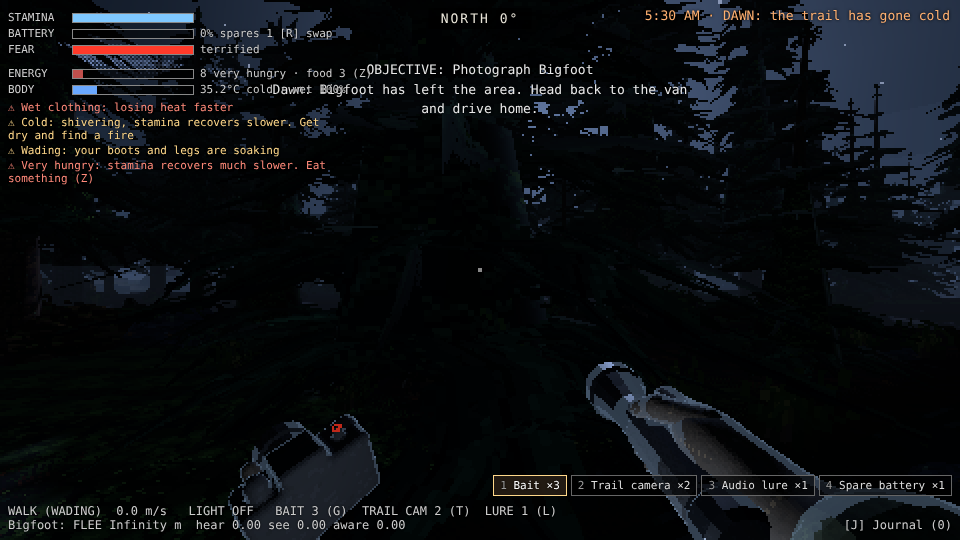 STAMINA
NORTH 0°
5:30 AM · DAWN: the trail has gone cold
BATTERY 0% spares 1 [R] swap
FEAR terrified
ENERGY 8 very hungry · food 3 (Z)
OBJECTIVE: Photograph Bigfoot
BODY 35.2°C cold
Dawn: Bigfoot has left the area. Head back to the van
and drive home.
⚠ Wet clothing: losing heat faster
⚠ Cold: shivering, stamina recovers slower. Get
dry and find a fire
⚠ Wading: your boots and legs are soaking
⚠ Very hungry: stamina recovers much slower. Eat
something (Z)
1 Bait ×3
2 Trail camera ×2
3 Audio lure ×1
4 Spare battery ×1
WALK (WADING) 0.0 m/s LIGHT OFF BAIT 3 (G) TRAIL CAM 2 (T) LURE 1 (L)
Bigfoot: FLEE Infinity m hear 0.00 see 0.00 aware 0.00
[J] Journal (0)